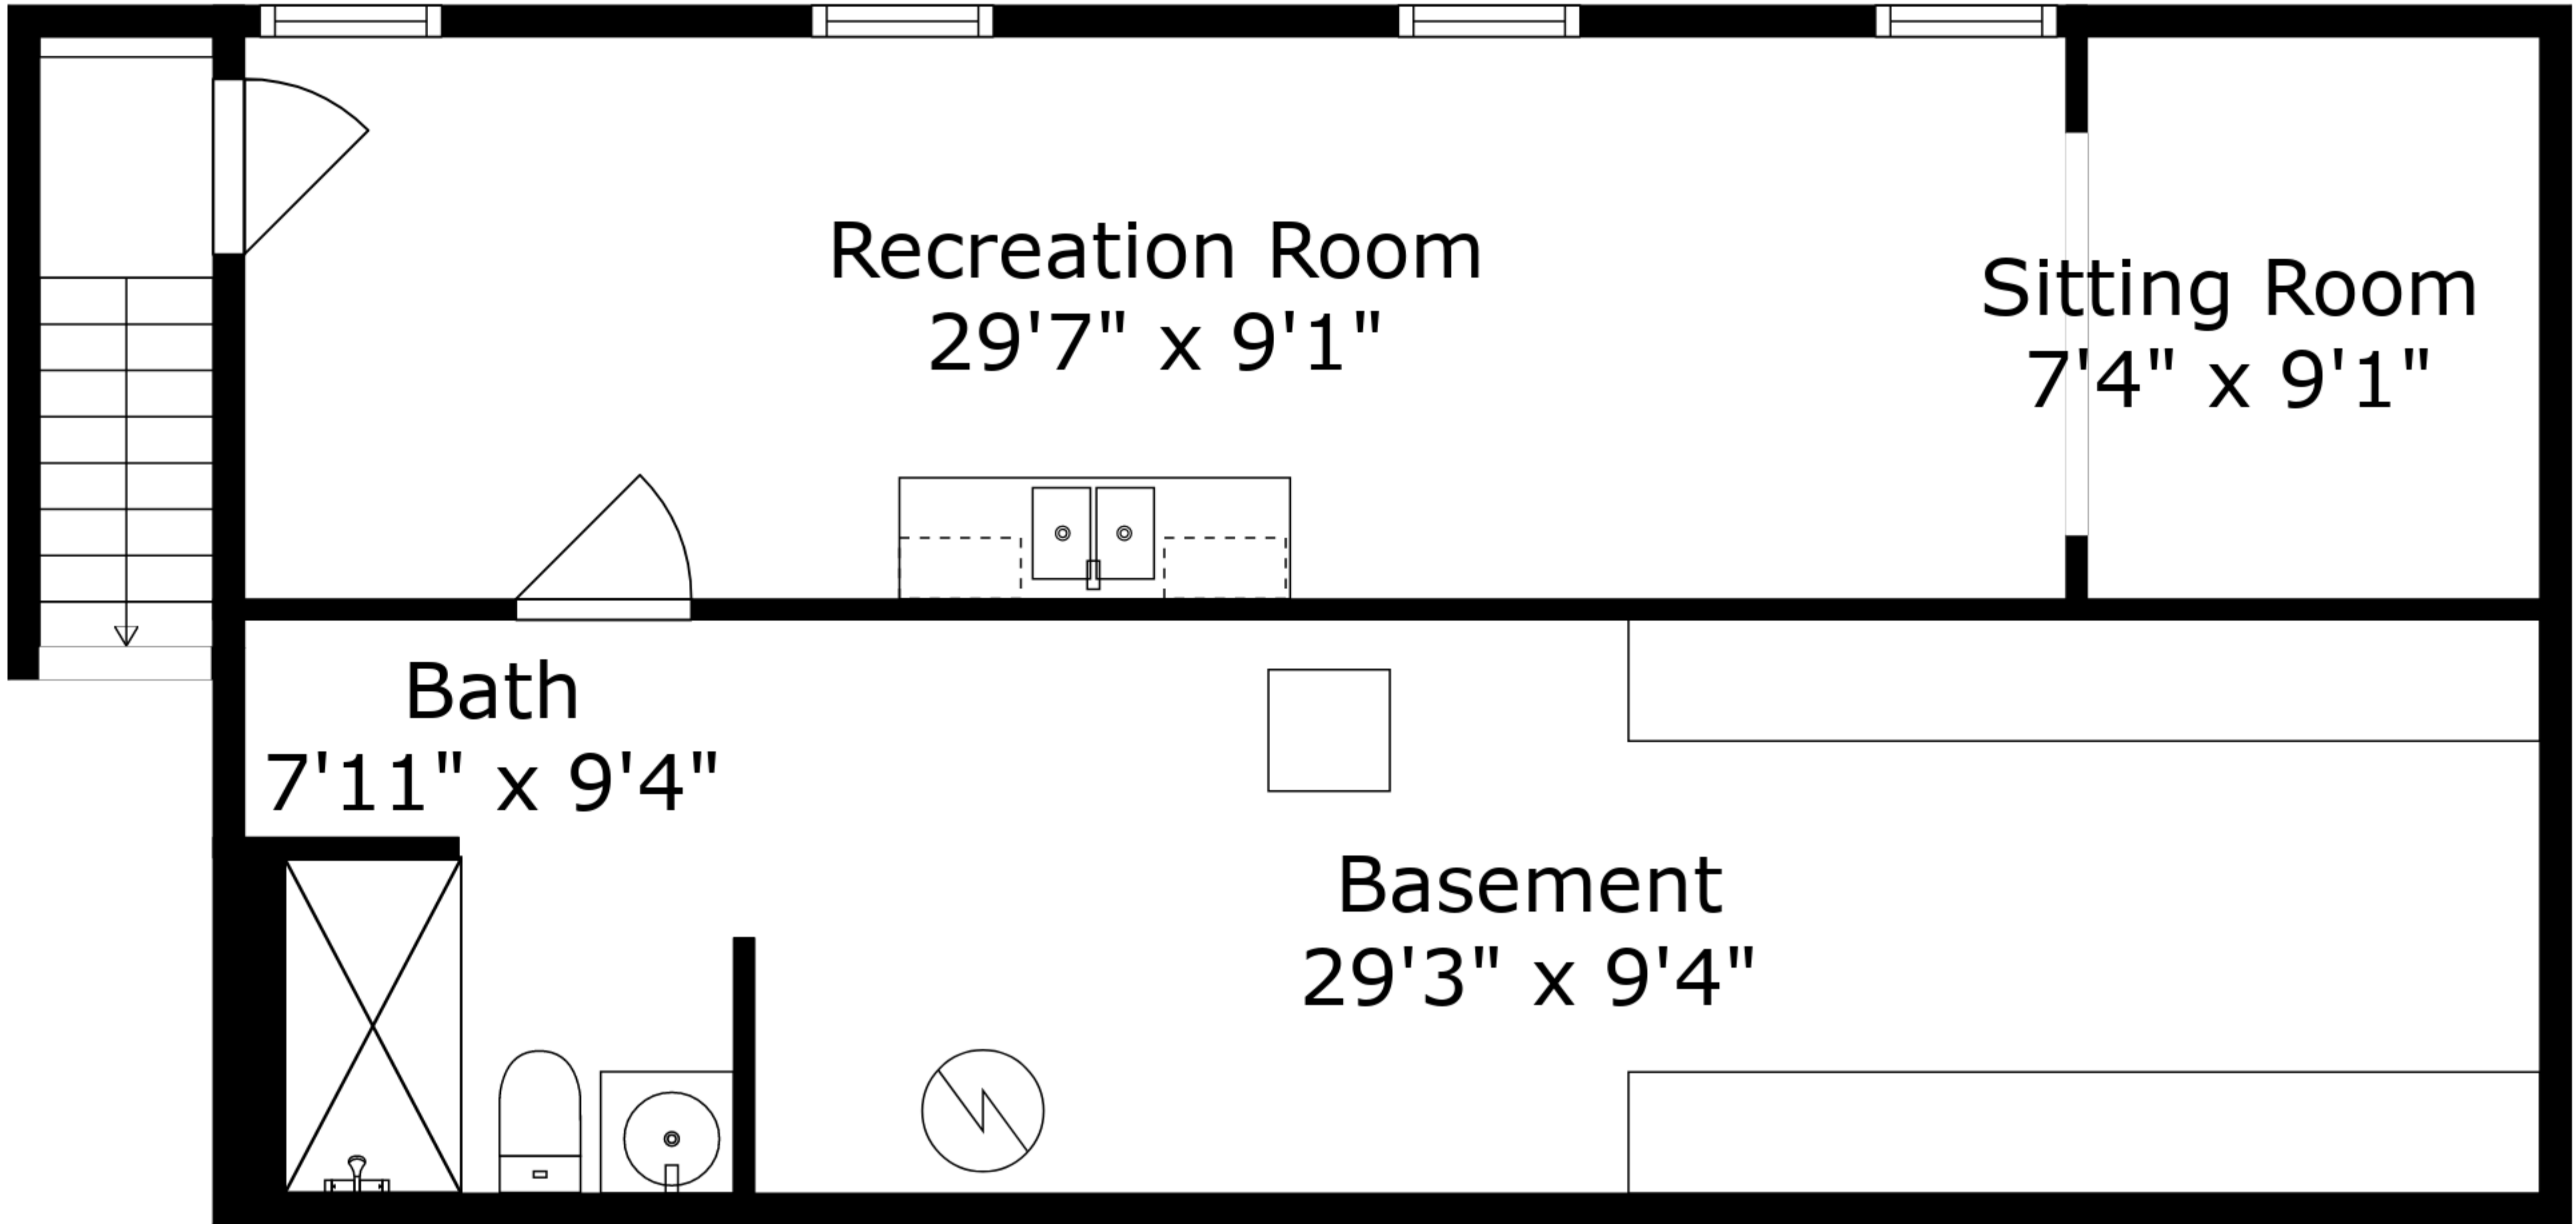 Recreation Room
29'7" x 9'1"
Sitting Room
7'4" x 9'1"
Bath
7'11" x 9'4"
Basement
29'3" x 9'4"